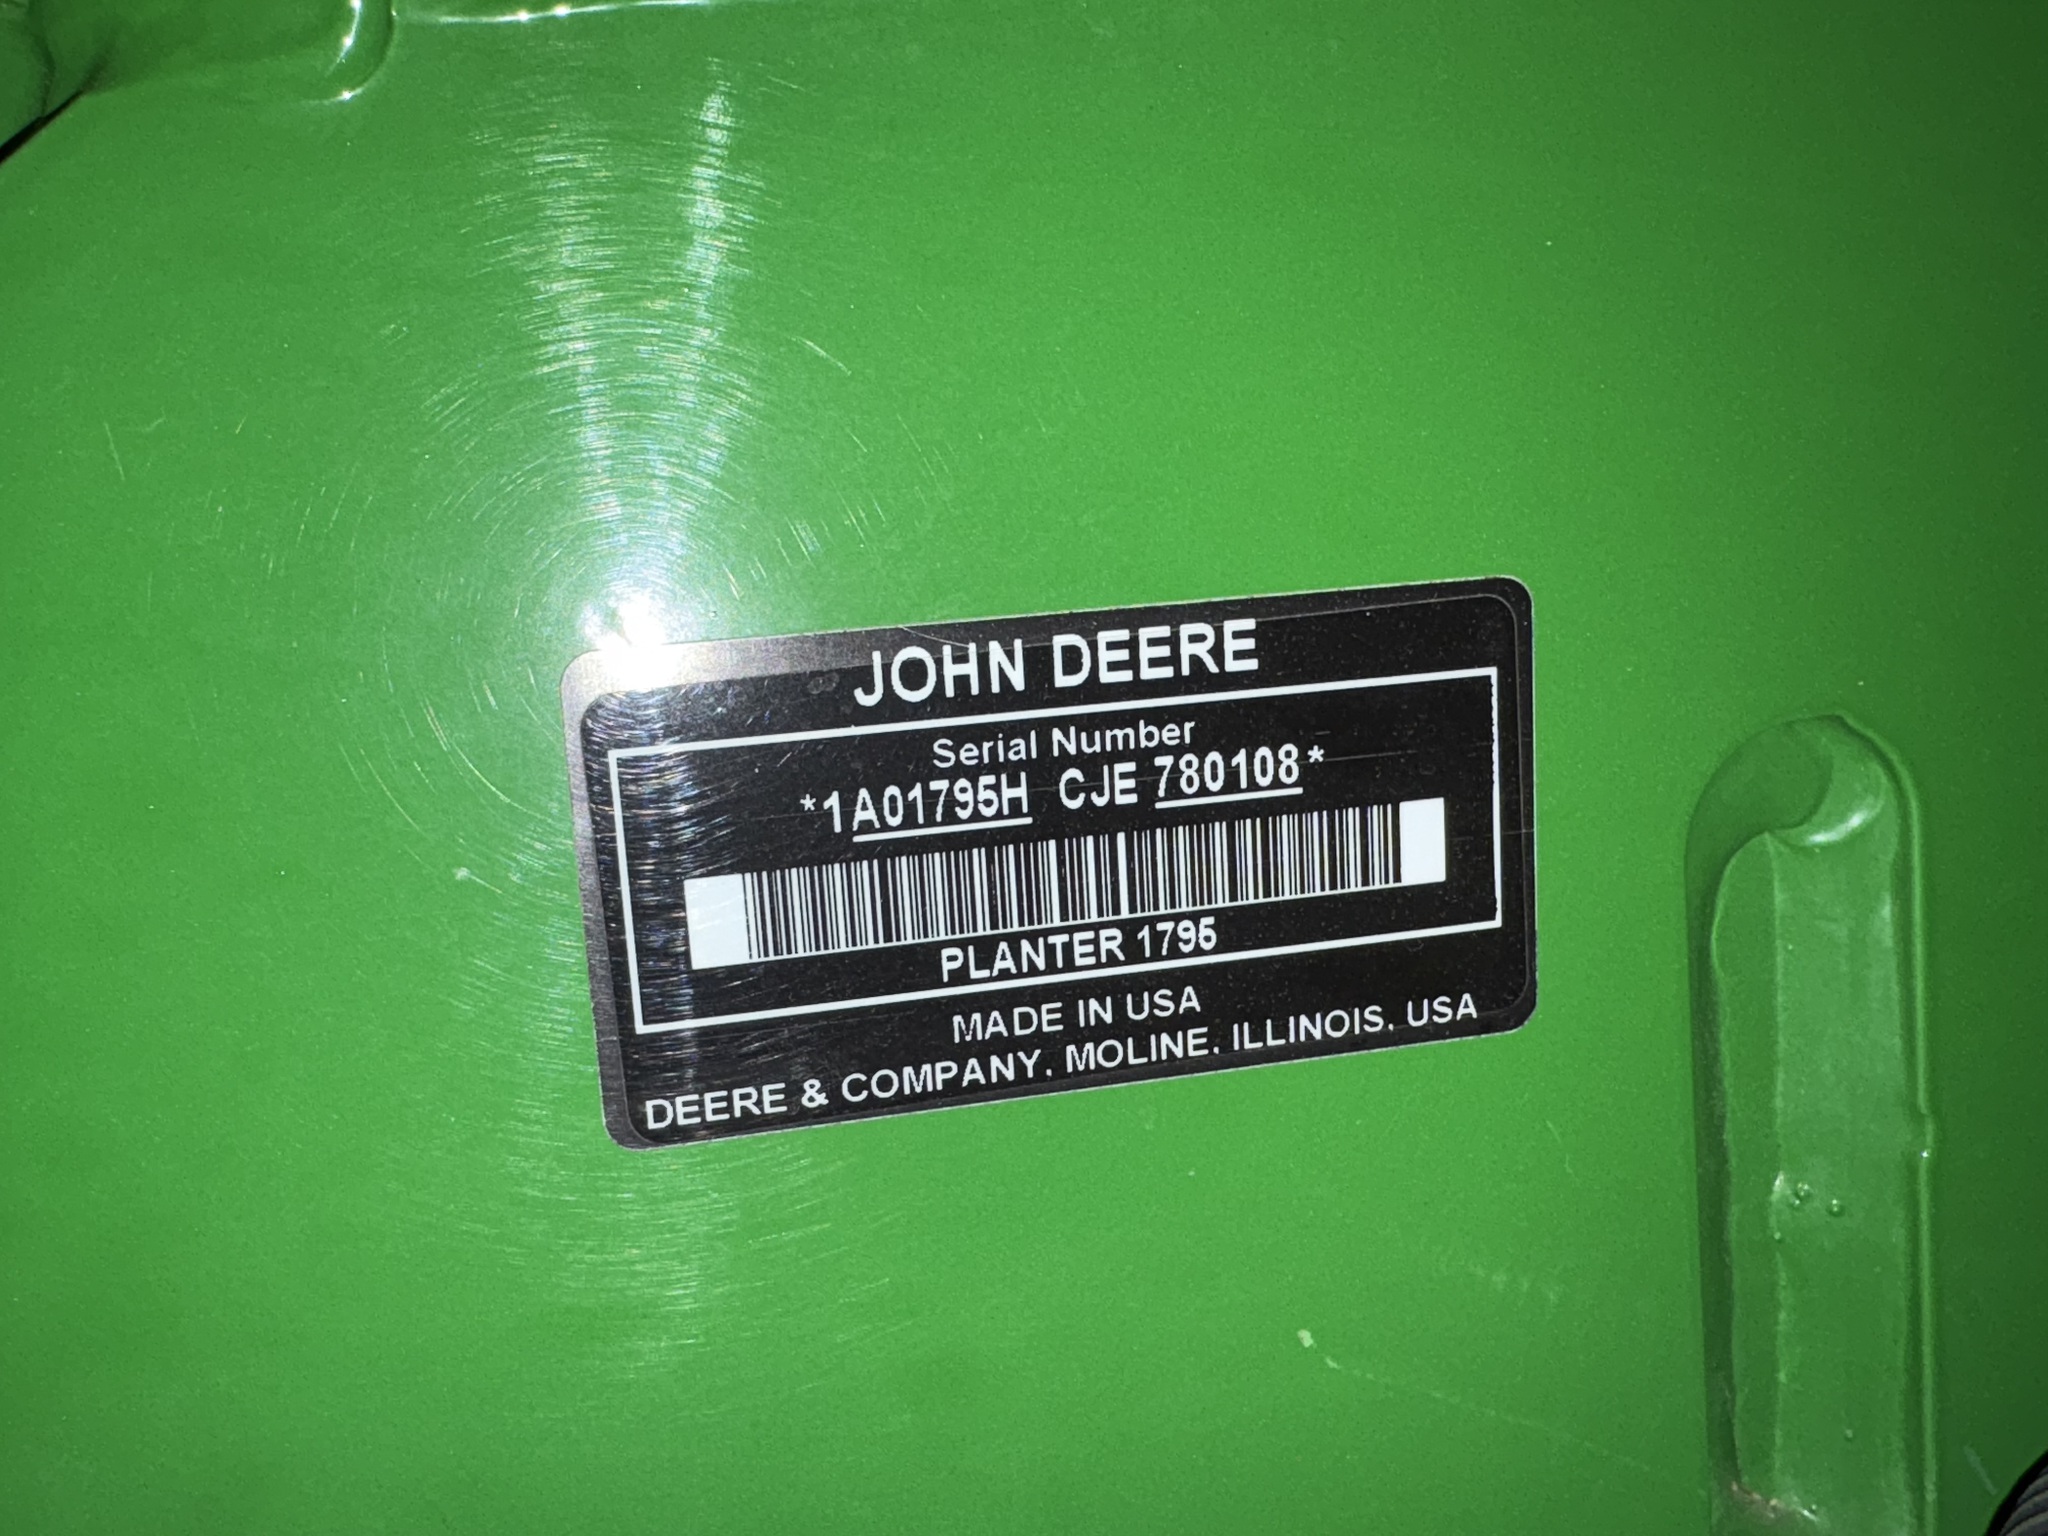 JOHN DEERE
Serial Number
*1A01795H CJE 780108*
PLANTER 1795
MADE IN USA
DEERE & COMPANY, MOLINE, ILLINOIS, USA